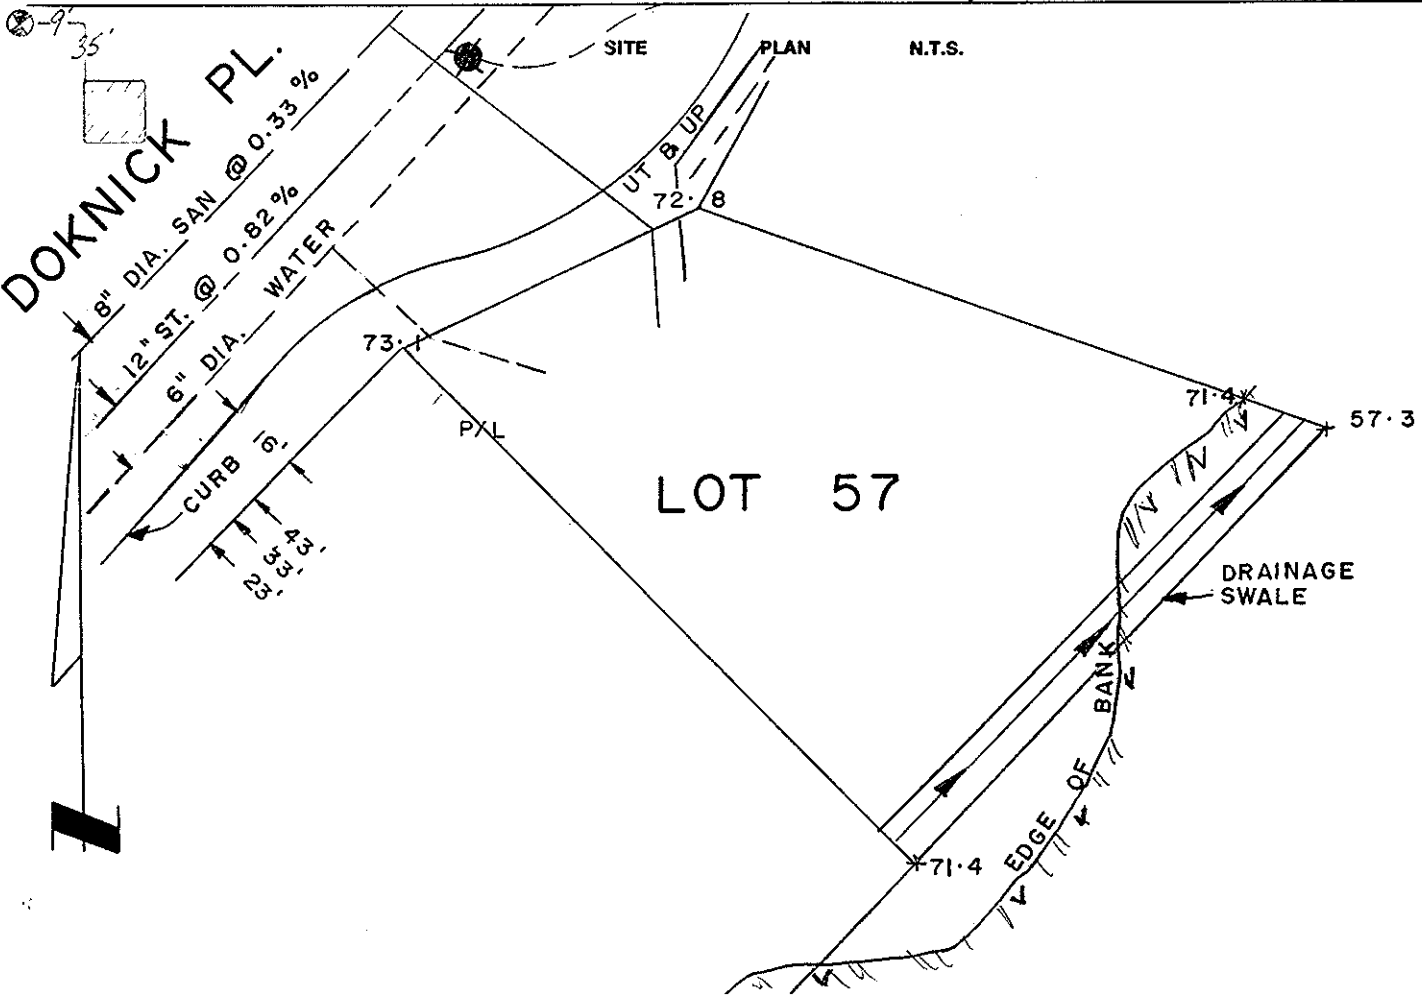 9'
35'
SITE PLAN N.T.S.
DOKNICK PL.
8" DIA. SAN @ 0.33 %
12" ST. @ 0.82 %
6" DIA. WATER
UT & UP
72.8
73.1
P/L
71.4
57.3
CURB
6'
LOT 57
43'
33'
23'
DRAINAGE
SWALE
EDGE OF BANK
71.4